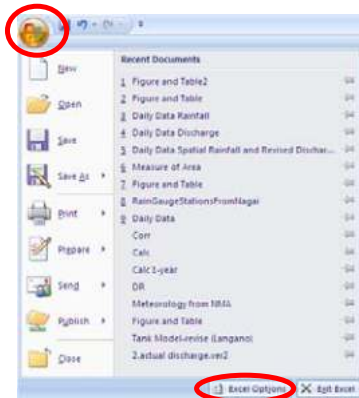 New
Open
Save
Save As
Print
Prepare
Send
Publish
Close
Recent Documents
1 Figure and Table2
2 Figure and Table
3 Daily Data Rainfall
4 Daily Data Discharge
5 Daily Data Spatial Rainfall and Revised Dischar...
6 Measure of Area
7 Figure and Table
8 RainGaugeStationsFromNagai
9 Daily Data
Corr
Calc
Calc 1-year
DR
Meteorology from NMA
Figure and Table
Tank Model-revise (Langano)
2.actual discharge.ver2
Excel Options
Exit Excel